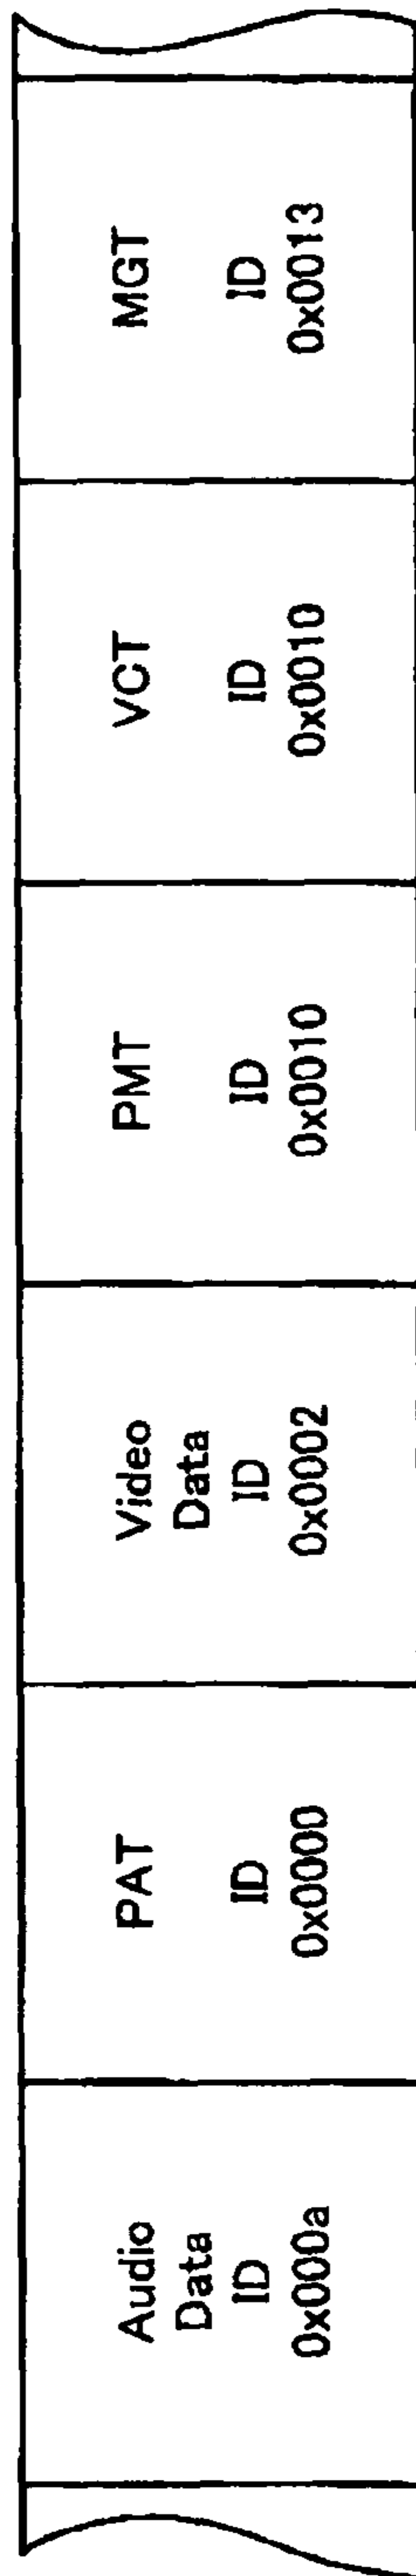 Audio
Data
ID
0x000a
PAT
ID
0x0000
Video
Data
ID
0x0002
PMT
ID
0x0010
VCT
ID
0x0010
MGT
ID
0x0013